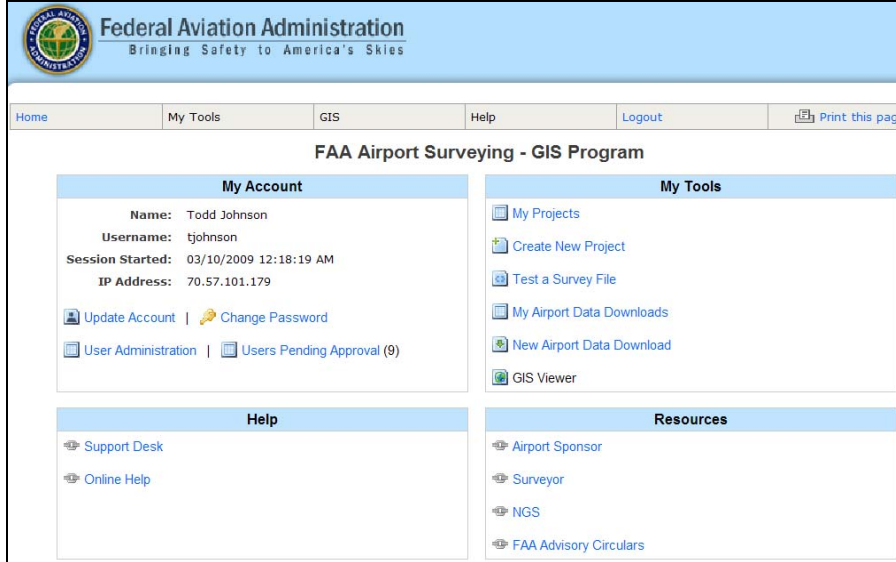 Federal Aviation Administration
Bringing Safety to America's Skies
Home My Tools GIS Help Logout Print this pag
FAA Airport Surveying - GIS Program
My Account
Name: Todd Johnson
Username: tjohnson
Session Started: 03/10/2009 12:18:19 AM
IP Address: 70.57.101.179
Update Account | Change Password
User Administration | Users Pending Approval (9)
My Tools
My Projects
Create New Project
Test a Survey File
My Airport Data Downloads
New Airport Data Download
GIS Viewer
Help
Support Desk
Online Help
Resources
Airport Sponsor
Surveyor
NGS
FAA Advisory Circulars